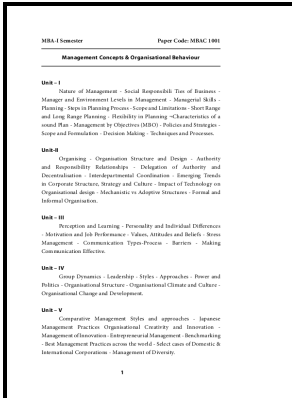 MBA-I Semester Paper Code: MBAC 1001
Management Concepts & Organisational Behaviour
Unit – I
Nature of Management - Social Responsibili Ties of Business -
Manager and Environment Levels in Management - Managerial Skills -
Planning - Steps in Planning Process - Scope and Limitations - Short Range
and Long Range Planning - Flexibility in Planning –Characteristics of a
sound Plan - Management by Objectives (MBO) - Policies and Strategies -
Scope and Formulation - Decision Making - Techniques and Processes.
Unit-II
Organising - Organisation Structure and Design - Authority
and Responsibility Relationships - Delegation of Authority and
Decentralisation - Interdepartmental Coordination - Emerging Trends
in Corporate Structure, Strategy and Culture - Impact of Technology on
Organisational design - Mechanistic vs Adoptive Structures - Formal and
Informal Organisation.
Unit – III
Perception and Learning - Personality and Individual Differences
- Motivation and Job Performance - Values, Attitudes and Beliefs - Stress
Management - Communication Types-Process - Barriers - Making
Communication Effective.
Unit – IV
Group Dynamics - Leadership - Styles - Approaches - Power and
Politics - Organisational Structure - Organisational Climate and Culture -
Organisational Change and Development.
Unit – V
Comparative Management Styles and approaches - Japanese
Management Practices Organisational Creativity and Innovation -
Management of Innovation - Entrepreneurial Management - Benchmarking
- Best Management Practices across the world - Select cases of Domestic &
International Corporations - Management of Diversity.
1